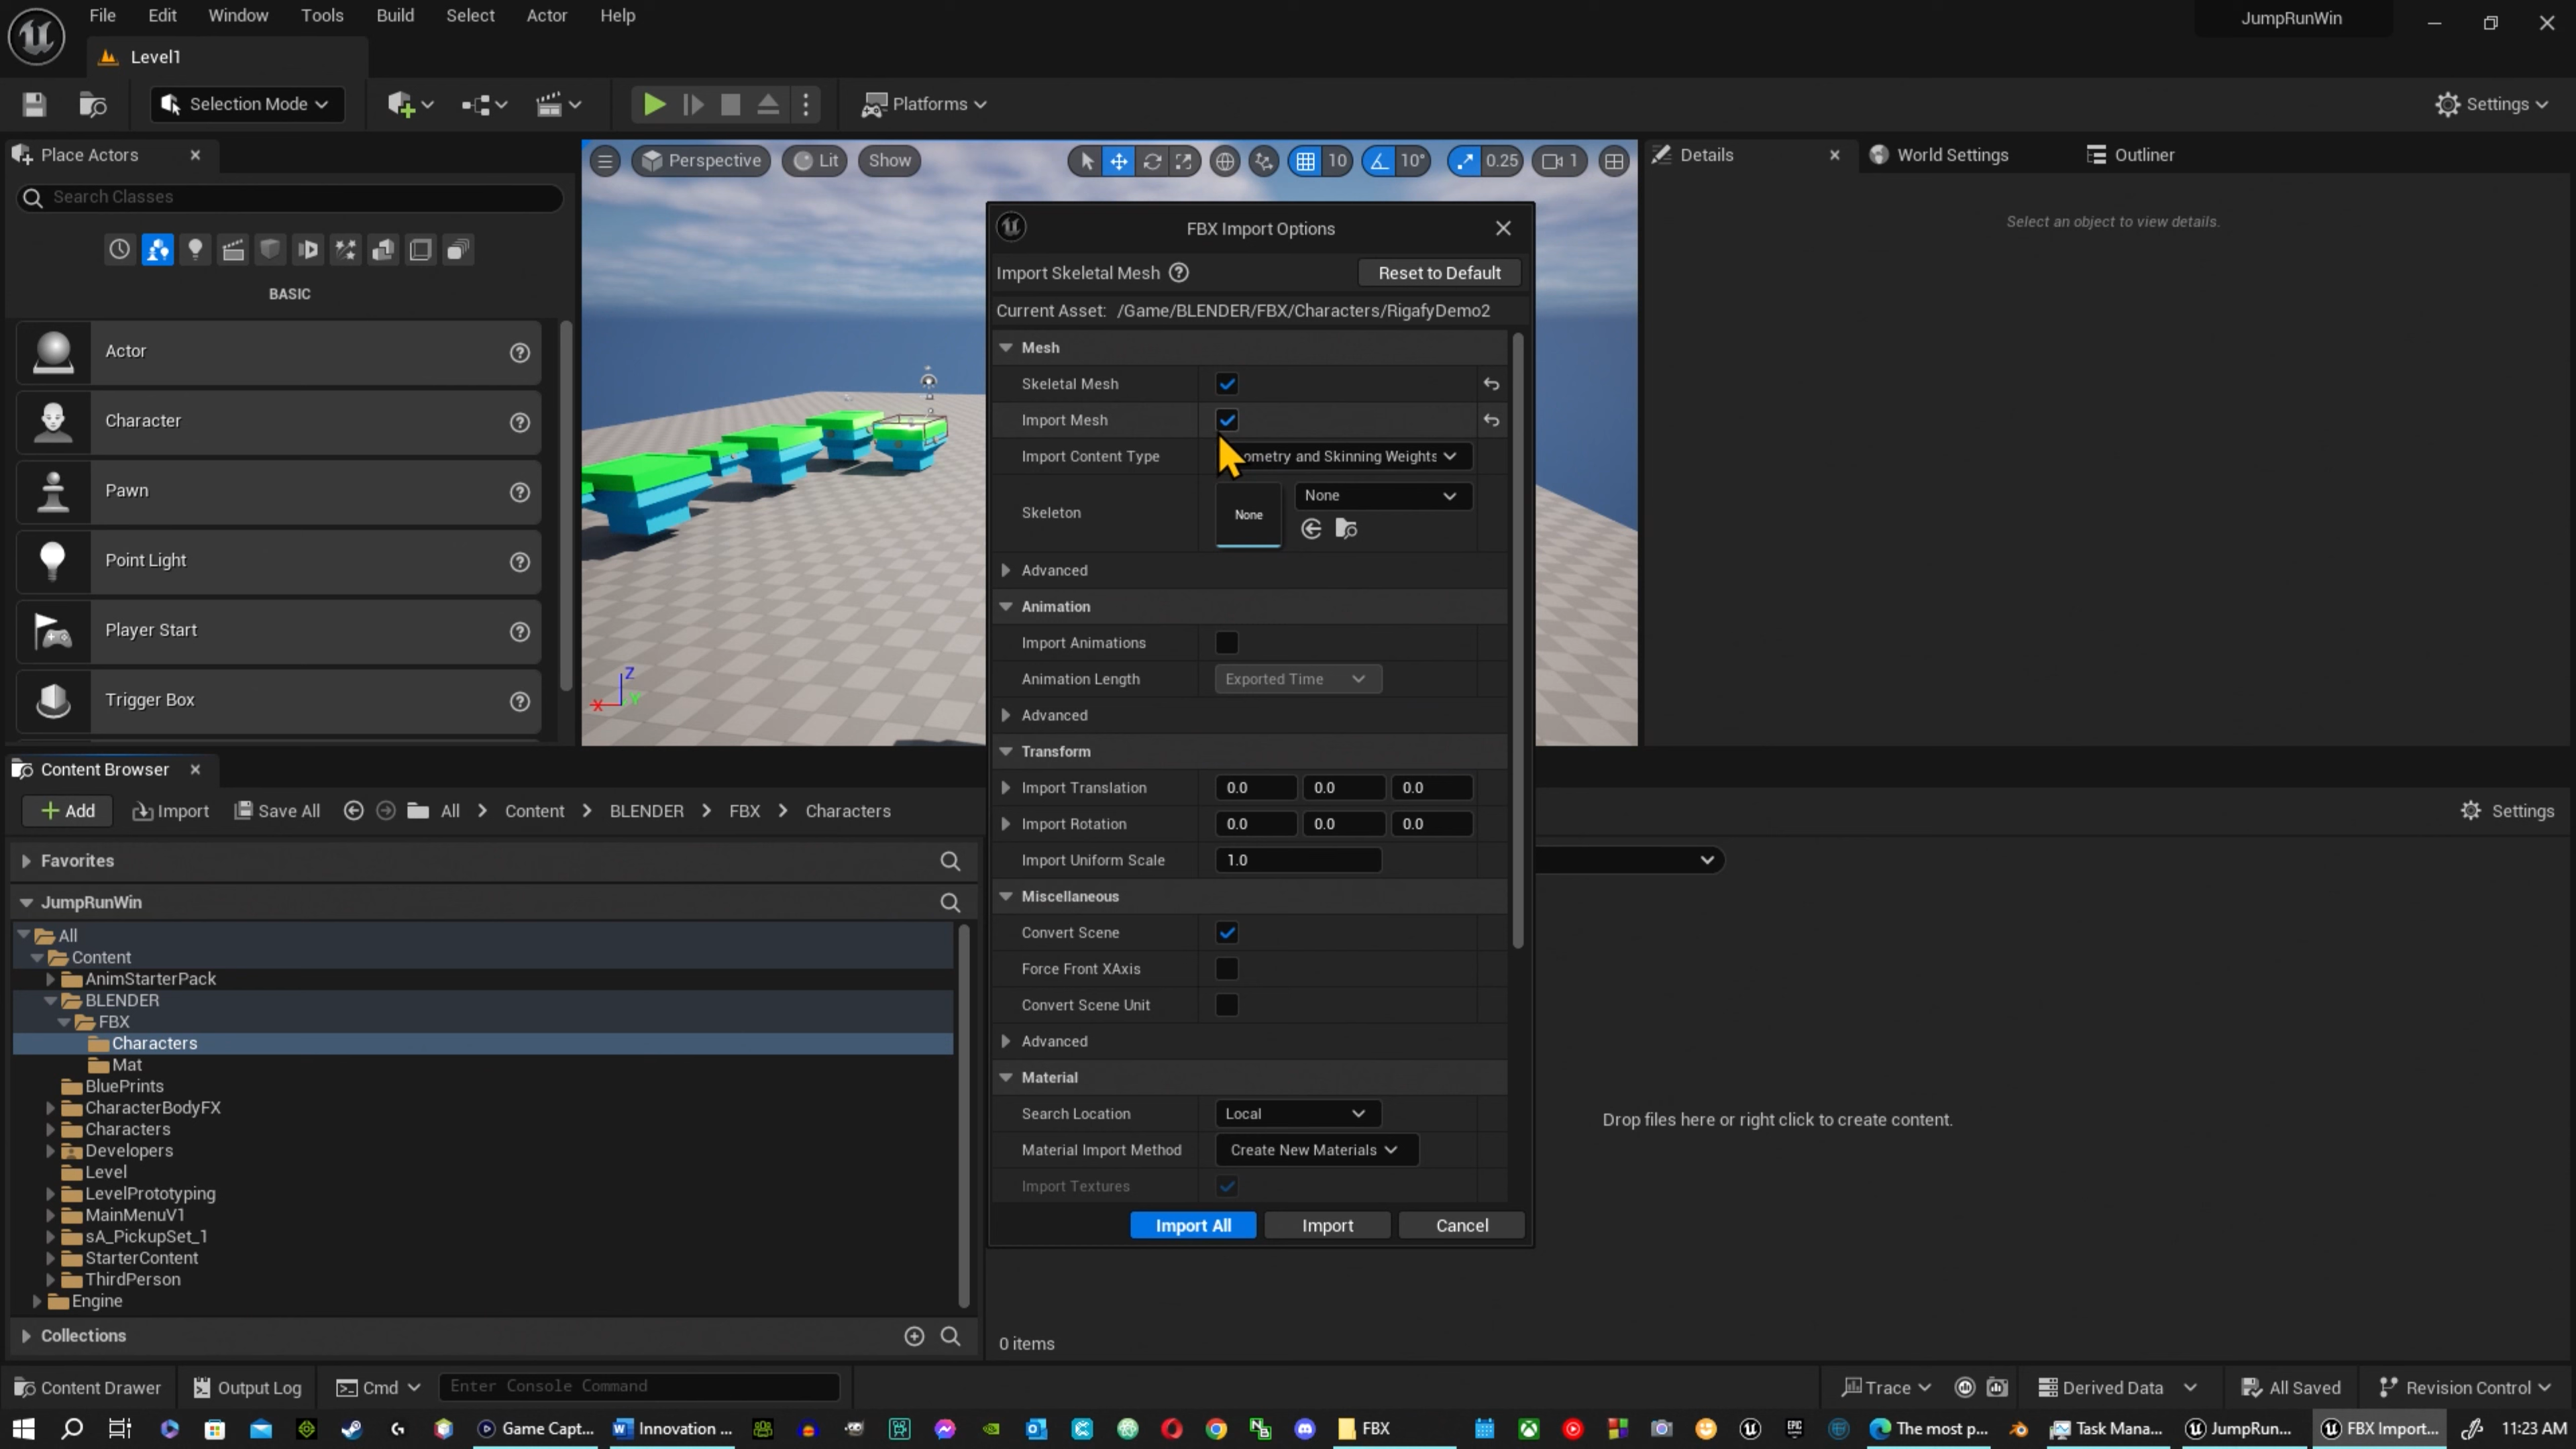 File Edit Window Tools Build Select Actor Help
JumpRunWin
Level1
Selection Mode
Platforms
Settings
Place Actors
Search Classes
BASIC
Actor
Character
Pawn
Point Light
Player Start
Trigger Box
Perspective Lit Show
10 10° 0.25 1
Z
X
Y
Details
World Settings
Outliner
Select an object to view details.
FBX Import Options
Import Skeletal Mesh
Reset to Default
Current Asset: /Game/BLENDER/FBX/Characters/RigafyDemo2
Mesh
Skeletal Mesh
Import Mesh
Import Content Type ometry and Skinning Weights
Skeleton None None
Advanced
Animation
Import Animations
Animation Length Exported Time
Advanced
Transform
Import Translation 0.0 0.0 0.0
Import Rotation 0.0 0.0 0.0
Import Uniform Scale 1.0
Miscellaneous
Convert Scene
Force Front XAxis
Convert Scene Unit
Advanced
Material
Search Location Local
Material Import Method Create New Materials
Import Textures
Import All Import Cancel
Content Browser
Add Import Save All All Content BLENDER FBX Characters
Settings
Favorites
JumpRunWin
All
Content
AnimStarterPack
BLENDER
FBX
Characters
Mat
BluePrints
CharacterBodyFX
Characters
Developers
Level
LevelPrototyping
MainMenuV1
sA_PickupSet_1
StarterContent
ThirdPerson
Engine
Collections
Drop files here or right click to create content.
0 items
Content Drawer Output Log Cmd Enter Console Command
Trace Derived Data All Saved Revision Control
Game Capt... Innovation ... FBX The most p... Task Mana... JumpRun... FBX Import... 11:23 AM